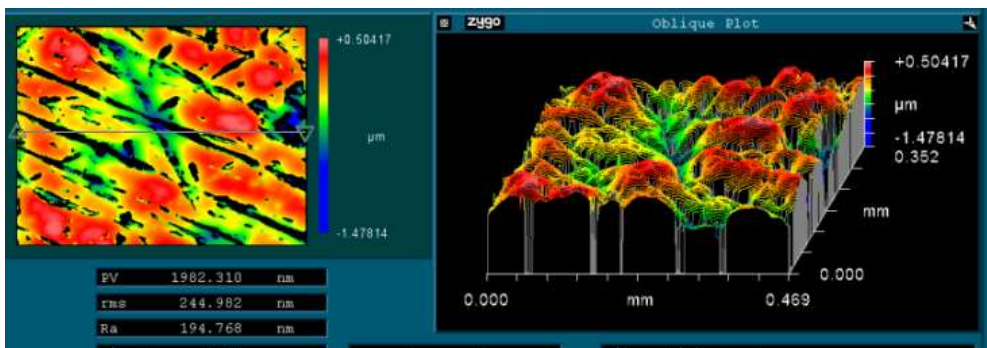 +0.50417
µm
-1.47814
PV 1982.310 nm
rms 244.982 nm
Ra 194.768 nm
zygo Oblique Plot
+0.50417
µm
-1.47814
0.352
mm
0.000
0.000 mm 0.469